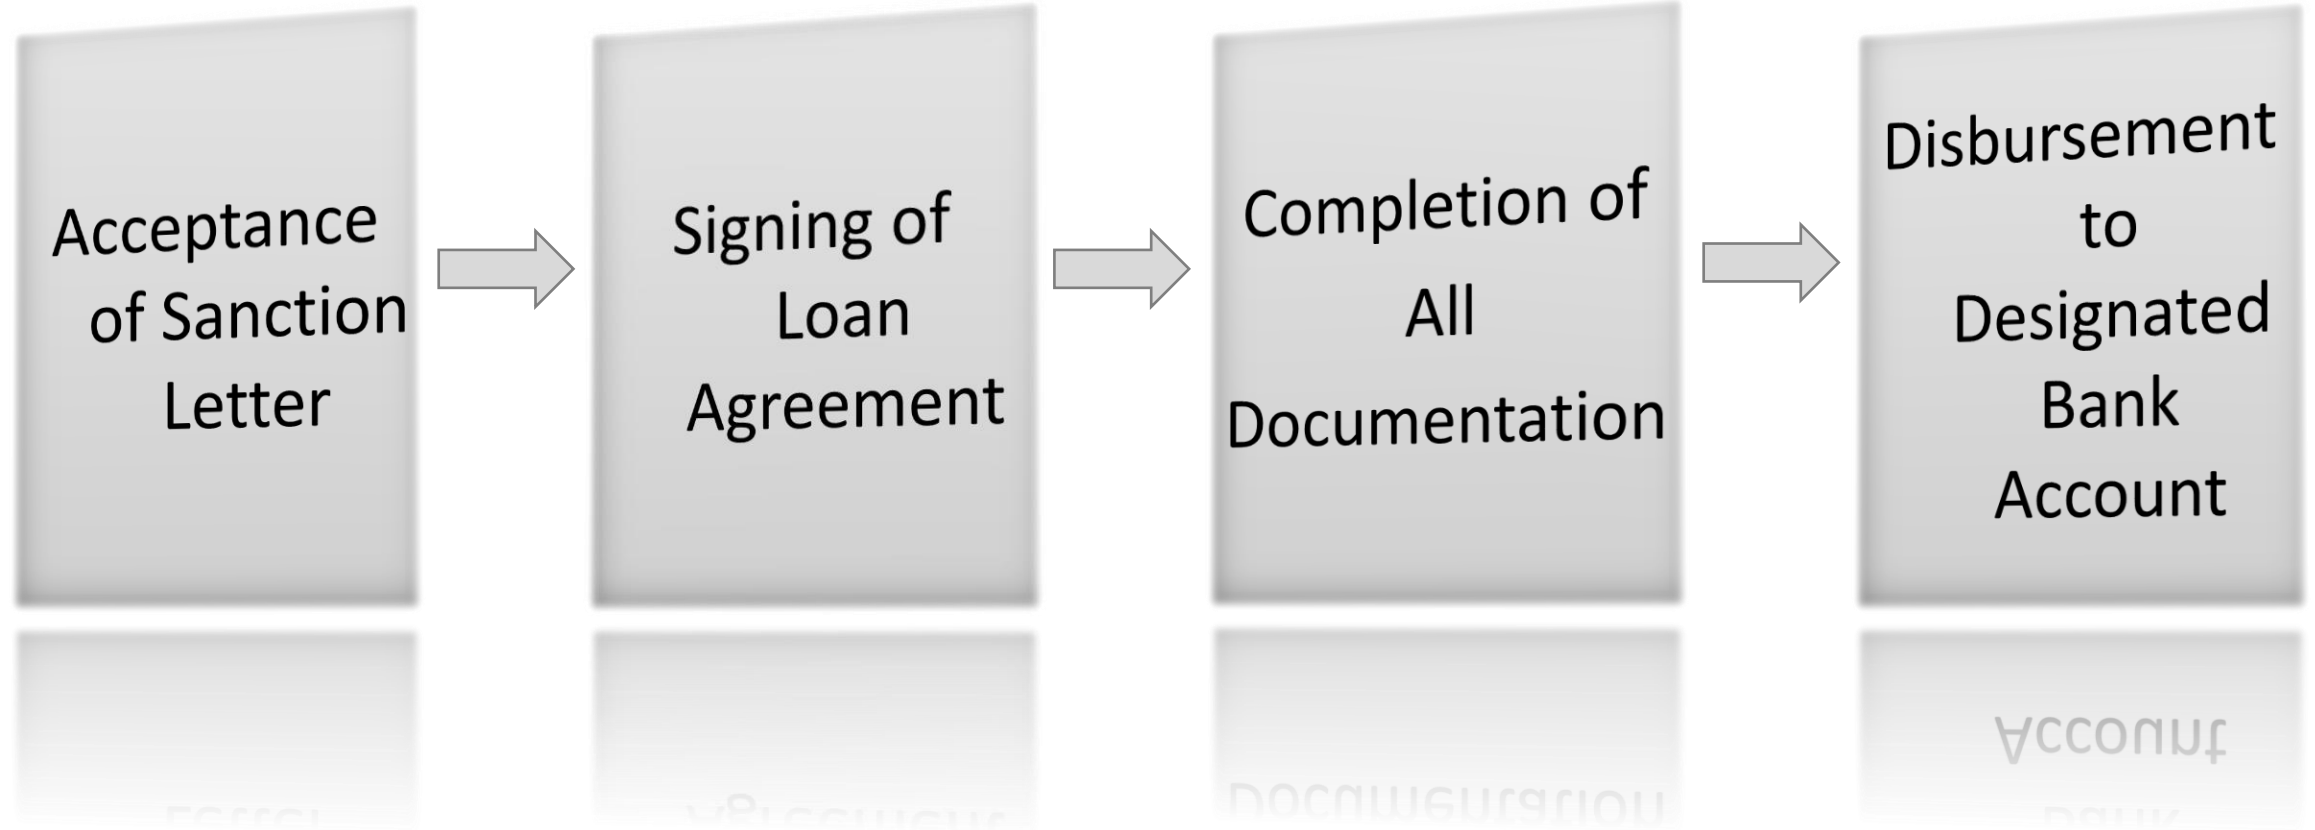 Acceptance
of Sanction
Letter
Signing of
Loan
Agreement
Completion of
All
Documentation
Disbursement
to
Designated
Bank
Account